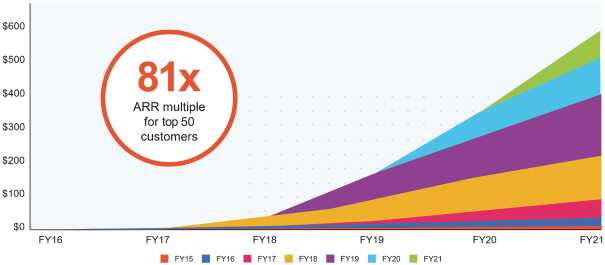 $600
$500
$400
$300
$200
$100
$0
81x
ARR multiple
for top 50
customers
FY16 FY17 FY18 FY19 FY20 FY21
FY15 FY16 FY17 FY18 FY19 FY20 FY21